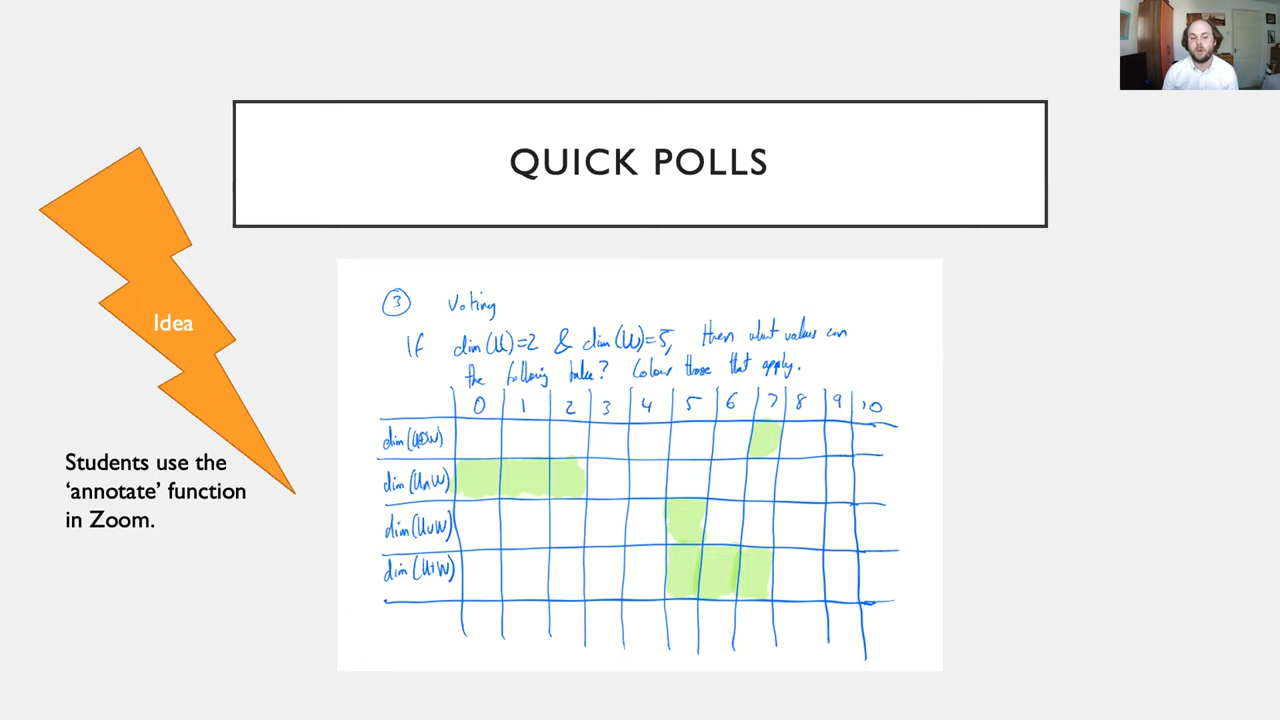 QUICK POLLS
Idea
Students use the
‘annotate’ function
in Zoom.
3 Voting
If dim(U)=2 & dim(W)=5, then what values can
the following take? Colour those that apply.
0 1 2 3 4 5 6 7 8 9 10
dim(U⊕W)
dim(U∩W)
dim(U∪W)
dim(U+W)